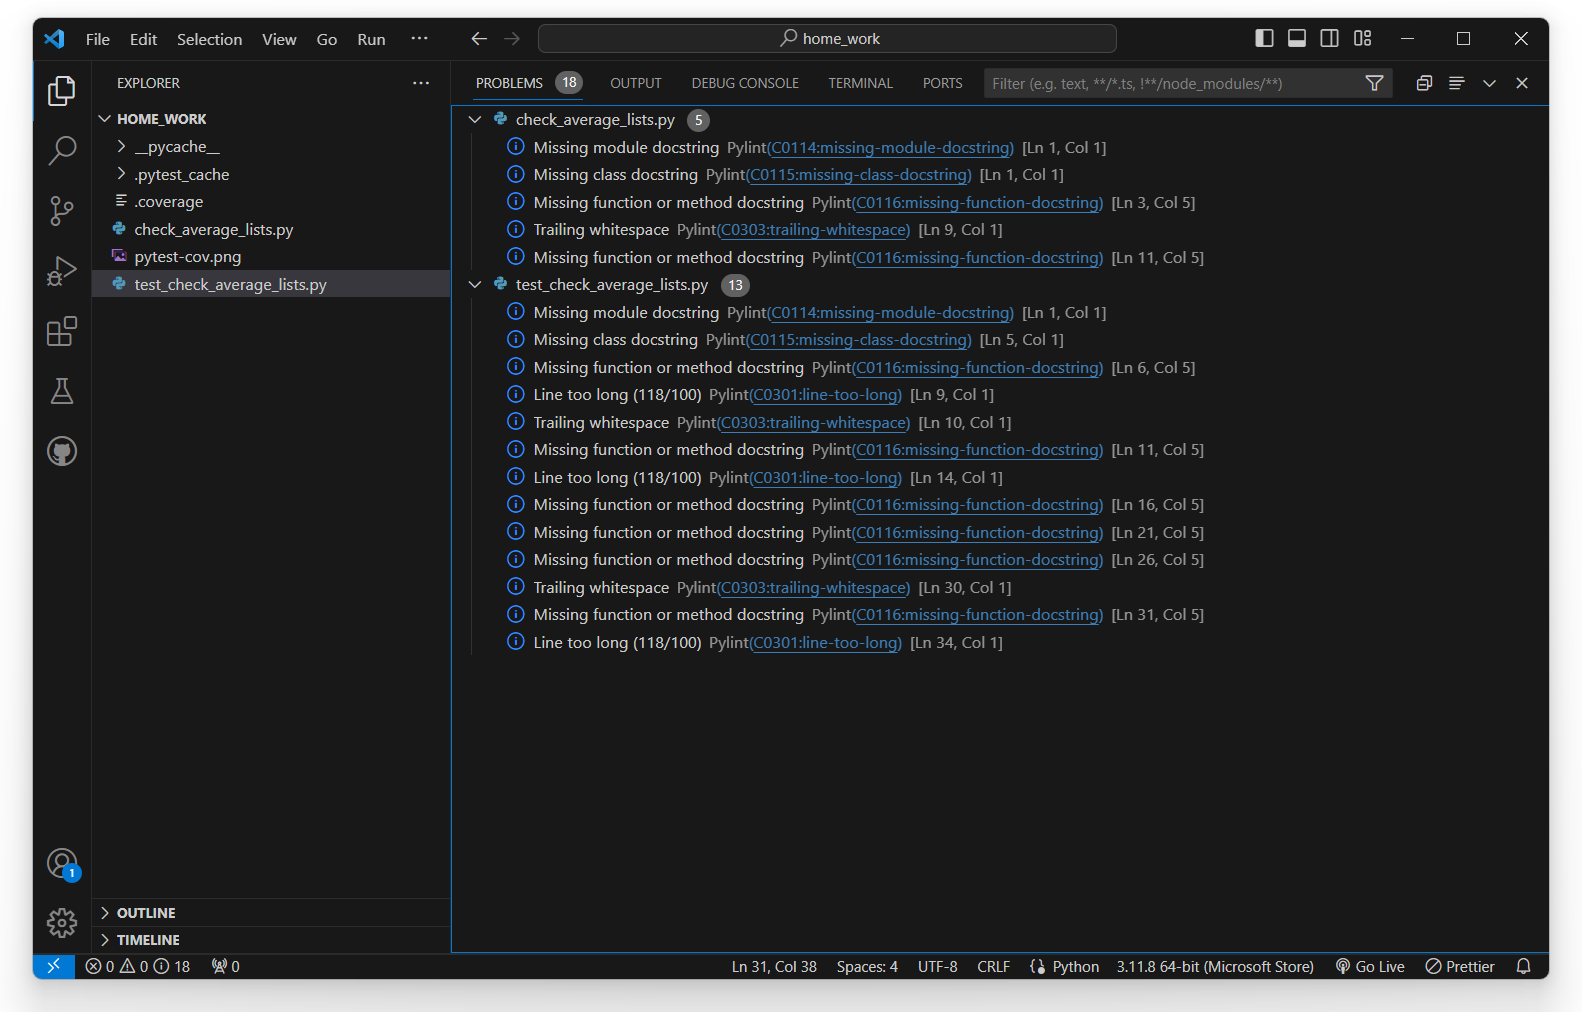 File Edit Selection View Go Run ··· home_work
EXPLORER ···
PROBLEMS 18 OUTPUT DEBUG CONSOLE TERMINAL PORTS Filter (e.g. text, **/*.ts, !**/node_modules/**)
HOME_WORK
__pycache__
.pytest_cache
.coverage
check_average_lists.py
pytest-cov.png
test_check_average_lists.py
check_average_lists.py 5
Missing module docstring Pylint(C0114:missing-module-docstring) [Ln 1, Col 1]
Missing class docstring Pylint(C0115:missing-class-docstring) [Ln 1, Col 1]
Missing function or method docstring Pylint(C0116:missing-function-docstring) [Ln 3, Col 5]
Trailing whitespace Pylint(C0303:trailing-whitespace) [Ln 9, Col 1]
Missing function or method docstring Pylint(C0116:missing-function-docstring) [Ln 11, Col 5]
test_check_average_lists.py 13
Missing module docstring Pylint(C0114:missing-module-docstring) [Ln 1, Col 1]
Missing class docstring Pylint(C0115:missing-class-docstring) [Ln 5, Col 1]
Missing function or method docstring Pylint(C0116:missing-function-docstring) [Ln 6, Col 5]
Line too long (118/100) Pylint(C0301:line-too-long) [Ln 9, Col 1]
Trailing whitespace Pylint(C0303:trailing-whitespace) [Ln 10, Col 1]
Missing function or method docstring Pylint(C0116:missing-function-docstring) [Ln 11, Col 5]
Line too long (118/100) Pylint(C0301:line-too-long) [Ln 14, Col 1]
Missing function or method docstring Pylint(C0116:missing-function-docstring) [Ln 16, Col 5]
Missing function or method docstring Pylint(C0116:missing-function-docstring) [Ln 21, Col 5]
Missing function or method docstring Pylint(C0116:missing-function-docstring) [Ln 26, Col 5]
Trailing whitespace Pylint(C0303:trailing-whitespace) [Ln 30, Col 1]
Missing function or method docstring Pylint(C0116:missing-function-docstring) [Ln 31, Col 5]
Line too long (118/100) Pylint(C0301:line-too-long) [Ln 34, Col 1]
1
OUTLINE
TIMELINE
0 0 18 0 Ln 31, Col 38 Spaces: 4 UTF-8 CRLF Python 3.11.8 64-bit (Microsoft Store) Go Live Prettier